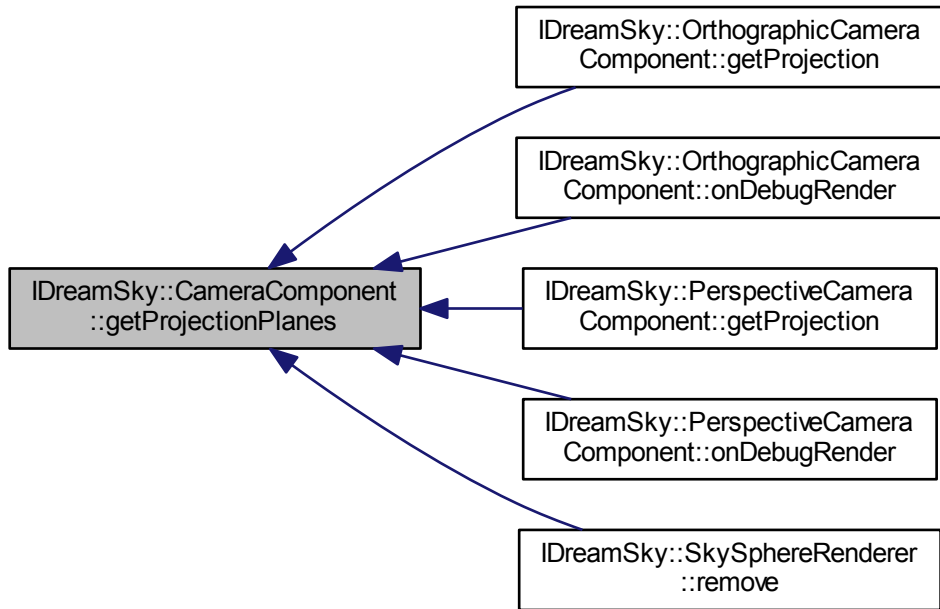 IDreamSky::OrthographicCamera
Component::getProjection
IDreamSky::OrthographicCamera
Component::onDebugRender
IDreamSky::CameraComponent
::getProjectionPlanes
IDreamSky::PerspectiveCamera
Component::getProjection
IDreamSky::PerspectiveCamera
Component::onDebugRender
IDreamSky::SkySphereRenderer
::remove